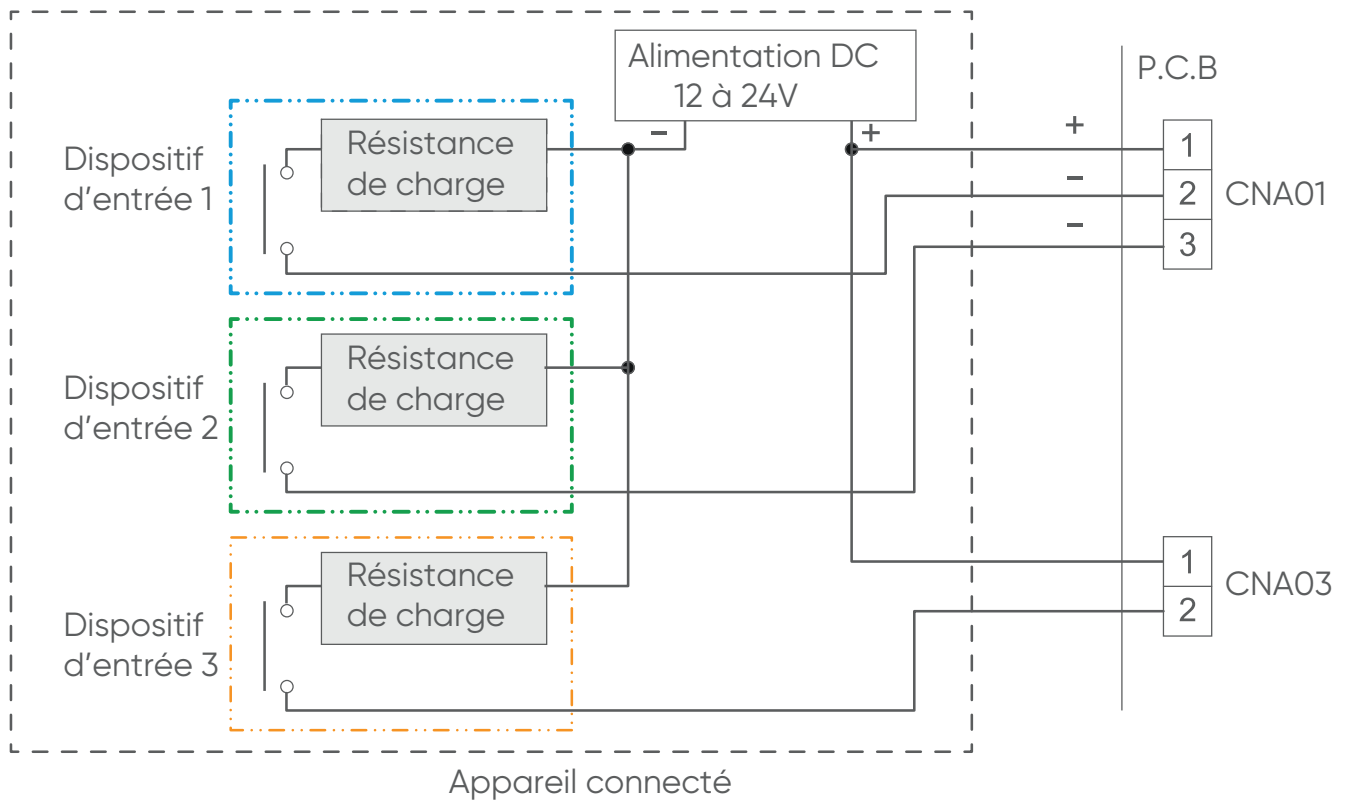 Alimentation DC
12 à 24V
P.C.B
Dispositif
d'entrée 1
Résistance
de charge
−
+
+
−
−
1
2
3
CNA01
Dispositif
d'entrée 2
Résistance
de charge
Dispositif
d'entrée 3
Résistance
de charge
1
2
CNA03
Appareil connecté